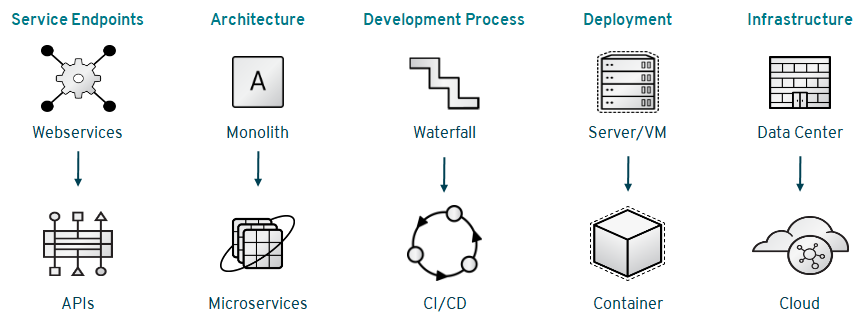 Service Endpoints
Architecture
Development Process
Deployment
Infrastructure
A
Webservices
Monolith
Waterfall
Server/VM
Data Center
APIs
Microservices
CI/CD
Container
Cloud